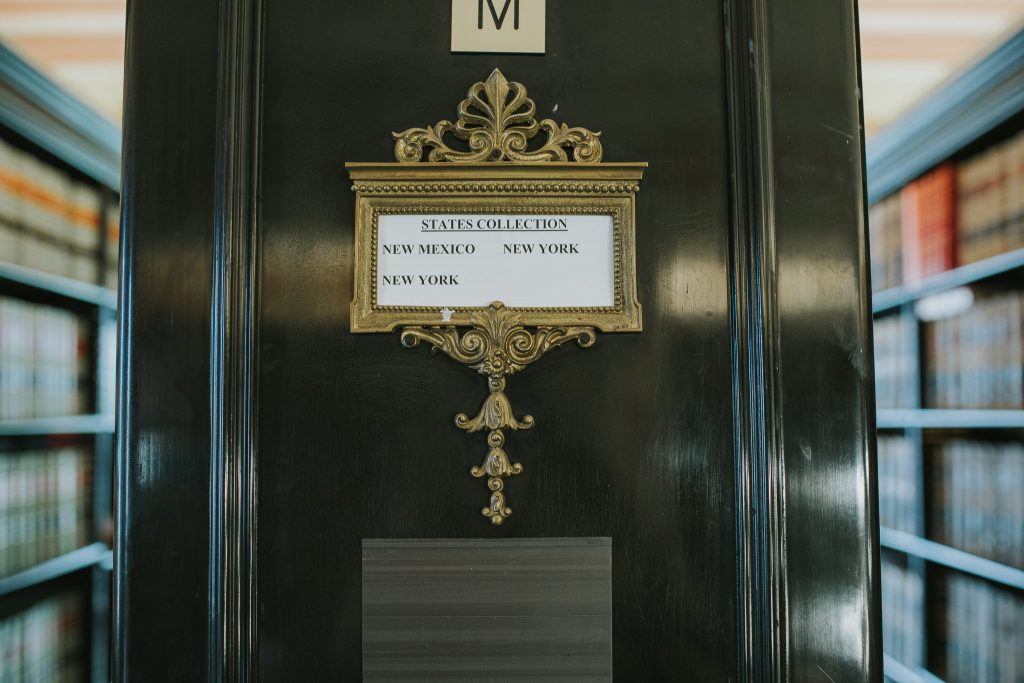 M
STATES COLLECTION
NEW MEXICO NEW YORK
NEW YORK